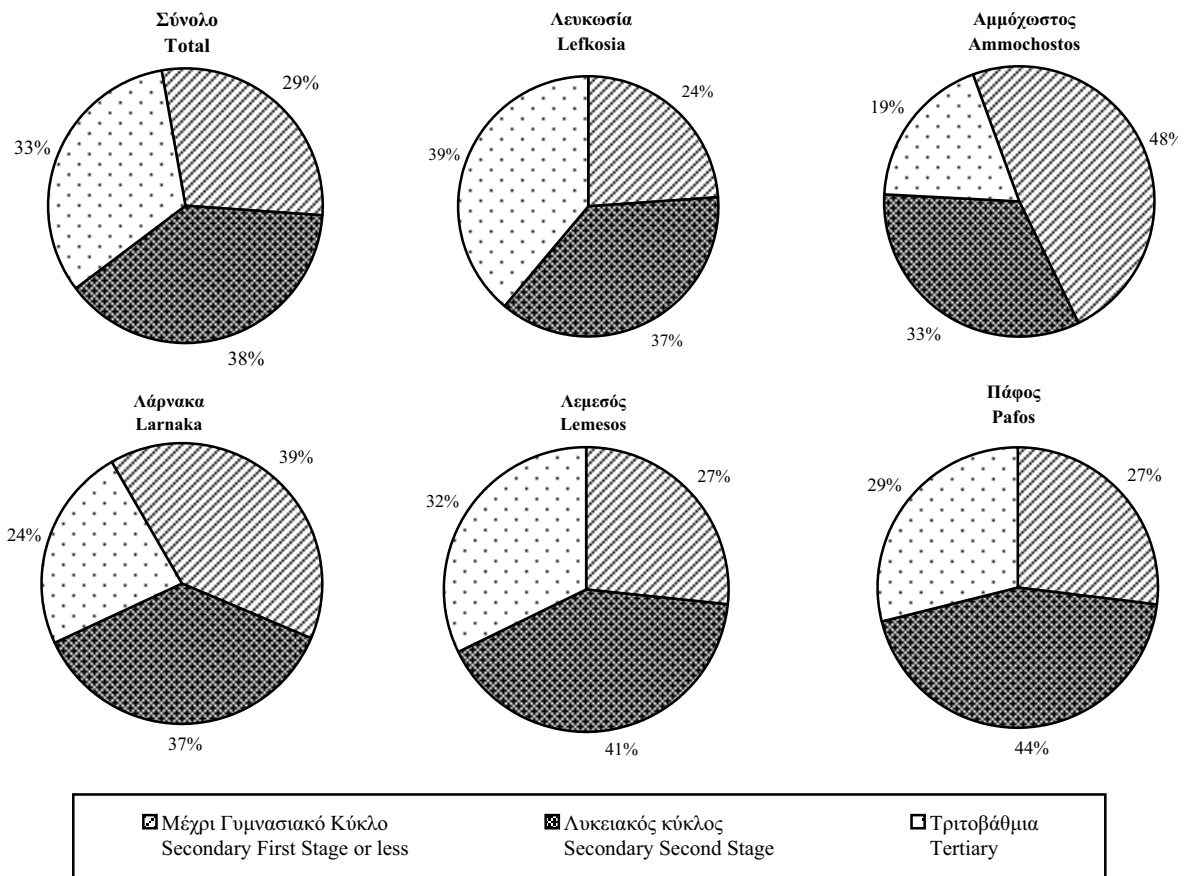 Σύνολο
Total
29%
33%
38%
Λευκωσία
Lefkosia
24%
39%
37%
Αμμόχωστος
Ammochostos
19%
48%
33%
Λάρνακα
Larnaka
39%
24%
37%
Λεμεσός
Lemesos
27%
32%
41%
Πάφος
Pafos
27%
29%
44%
Μέχρι Γυμνασιακό Κύκλο
Secondary First Stage or less
Λυκειακός κύκλος
Secondary Second Stage
Τριτοβάθμια
Tertiary